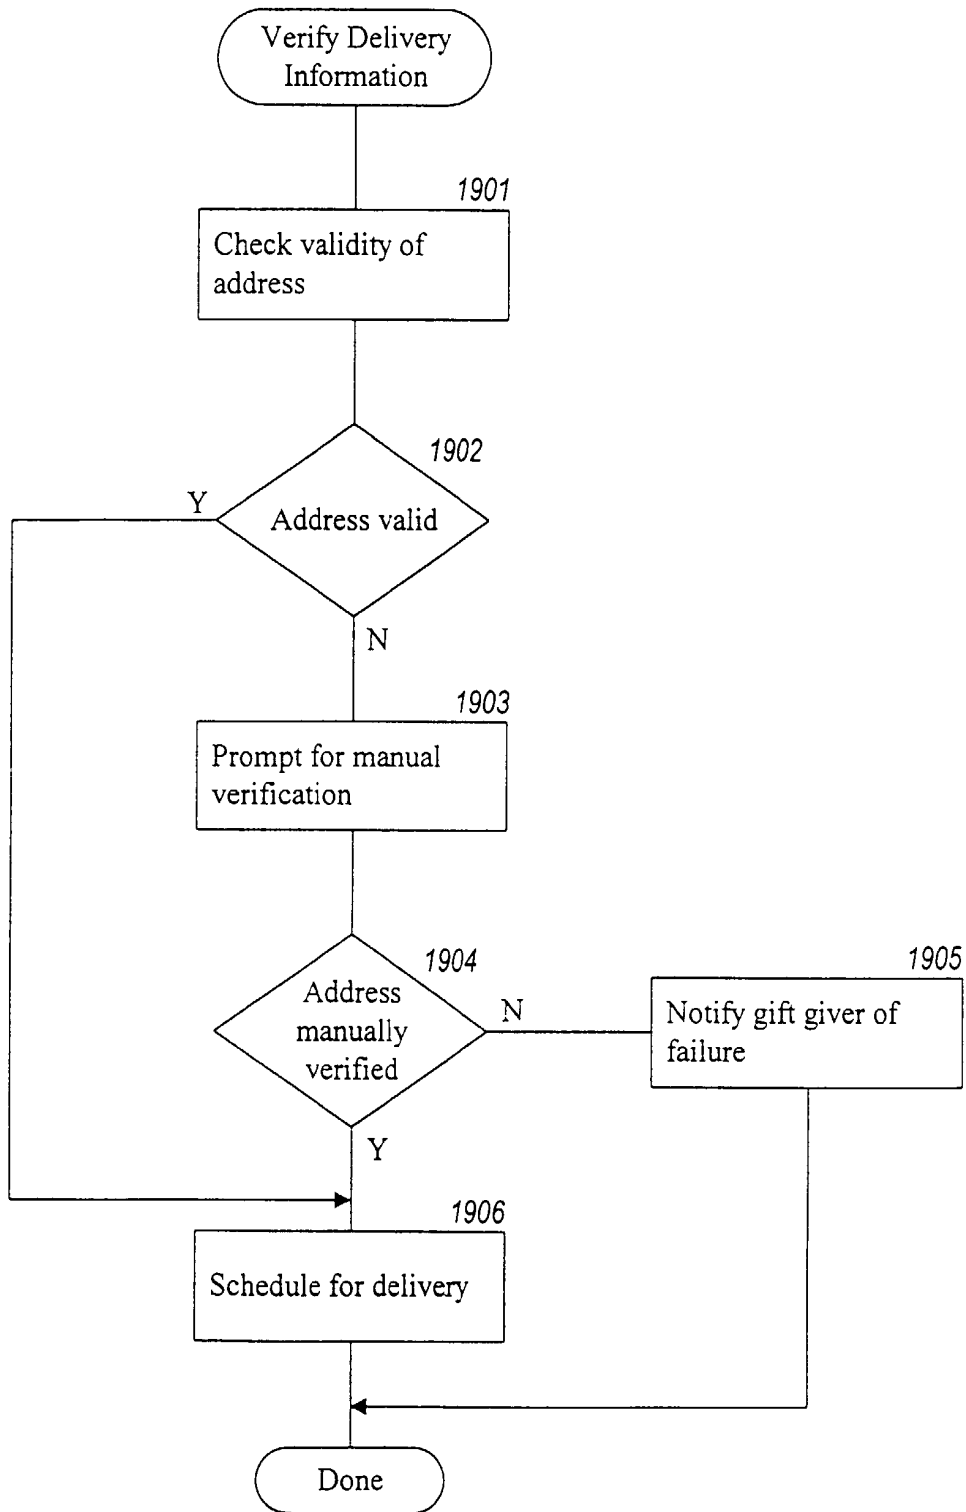 Verify Delivery
Information
1901
Check validity of
address
1902
Y
Address valid
N
1903
Prompt for manual
verification
1904
Address
manually
verified
N
1905
Notify gift giver of
failure
Y
1906
Schedule for delivery
Done